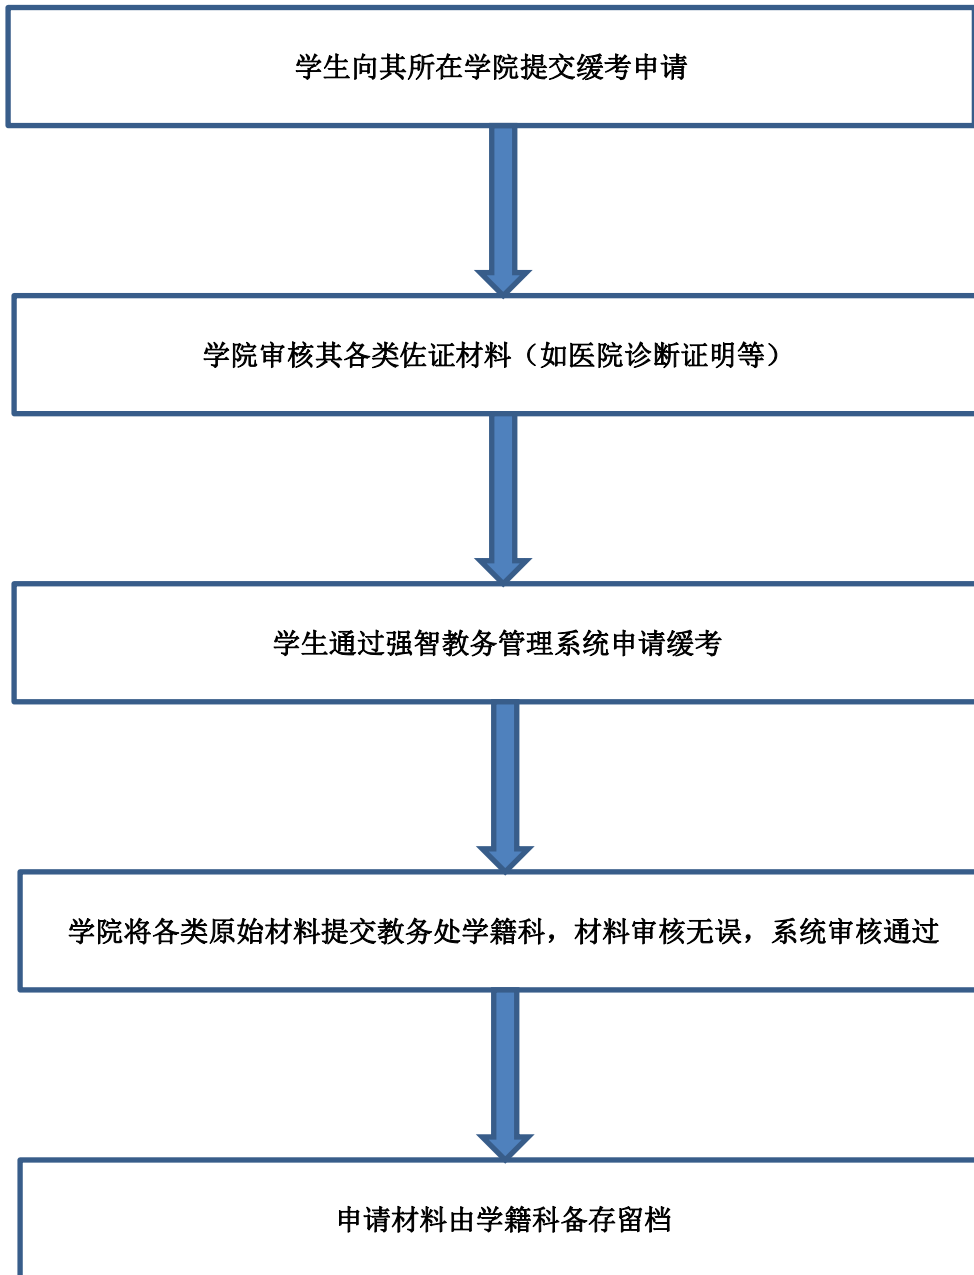 学生向其所在学院提交缓考申请
学院审核其各类佐证材料（如医院诊断证明等）
学生通过强智教务管理系统申请缓考
学院将各类原始材料提交教务处学籍科，材料审核无误，系统审核通过
申请材料由学籍科备存留档